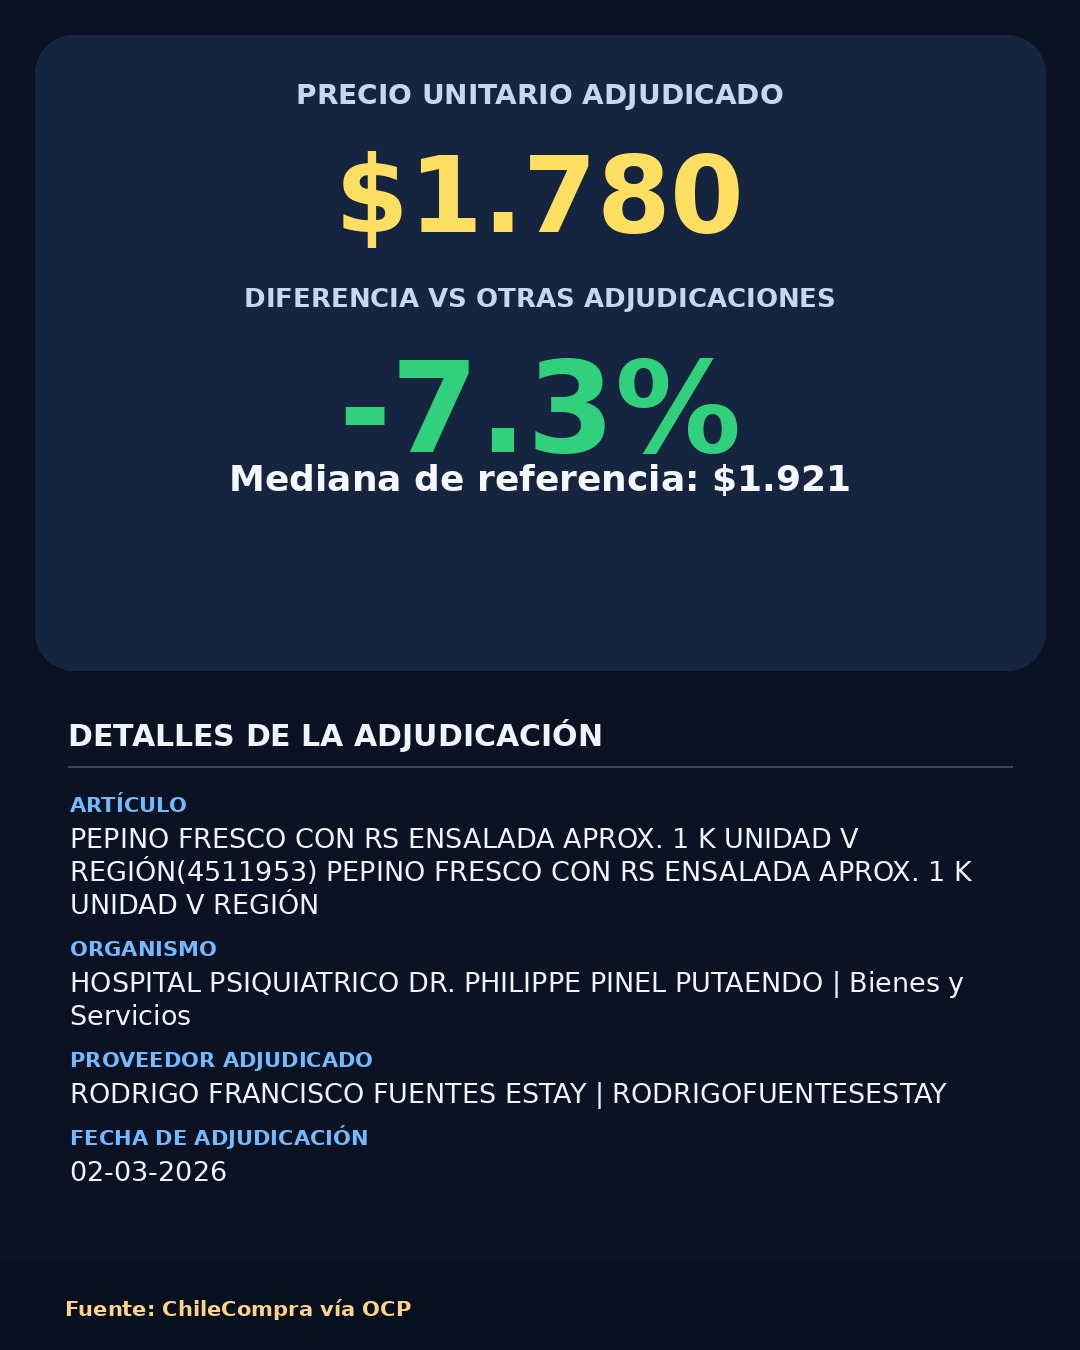 PRECIO UNITARIO ADJUDICADO
$1.780
DIFERENCIA VS OTRAS ADJUDICACIONES
-7.3%
Mediana de referencia: $1.921
DETALLES DE LA ADJUDICACIÓN
ARTÍCULO
PEPINO FRESCO CON RS ENSALADA APROX. 1 K UNIDAD V
REGIÓN(4511953) PEPINO FRESCO CON RS ENSALADA APROX. 1 K
UNIDAD V REGIÓN
ORGANISMO
HOSPITAL PSIQUIATRICO DR. PHILIPPE PINEL PUTAENDO | Bienes y
Servicios
PROVEEDOR ADJUDICADO
RODRIGO FRANCISCO FUENTES ESTAY | RODRIGOFUENTESESTAY
FECHA DE ADJUDICACIÓN
02-03-2026
Fuente: ChileCompra vía OCP